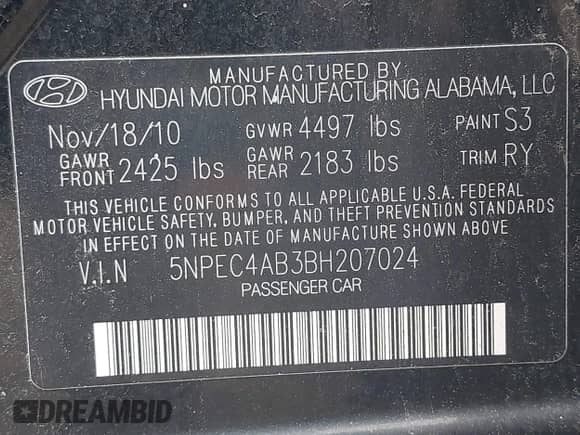 MANUFACTURED BY
HYUNDAI MOTOR MANUFACTURING ALABAMA, LLC
Nov/18/10 GVWR 4497 lbs PAINT S3
GAWR FRONT 2425 lbs GAWR REAR 2183 lbs TRIM RY
THIS VEHICLE CONFORMS TO ALL APPLICABLE U.S.A. FEDERAL
MOTOR VEHICLE SAFETY, BUMPER, AND THEFT PREVENTION STANDARDS
IN EFFECT ON THE DATE OF MANUFACTURE SHOWN ABOVE
V.I.N 5NPEC4AB3BH207024
PASSENGER CAR
DREAMBID